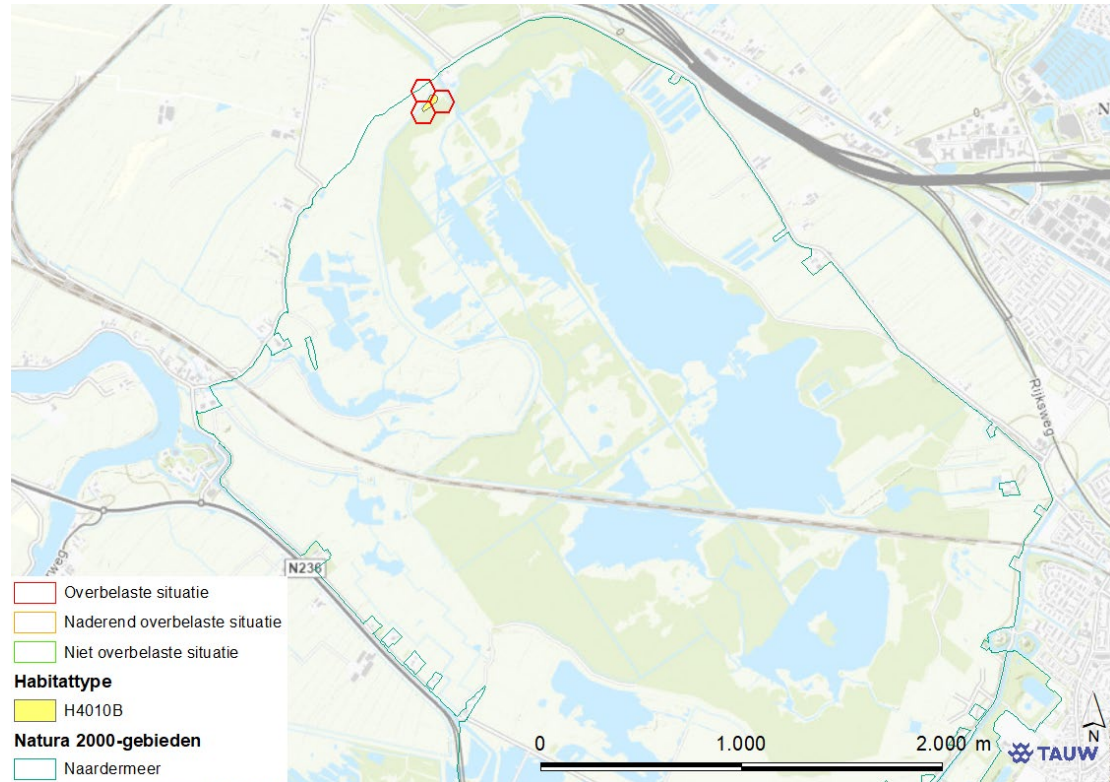 N
Rijksweg
N236
rweg
Overbelaste situatie
Naderend overbelaste situatie
Niet overbelaste situatie
Habitattype
H4010B
Natura 2000-gebieden
Naardermeer
0 1.000 2.000 m
N
TAUW